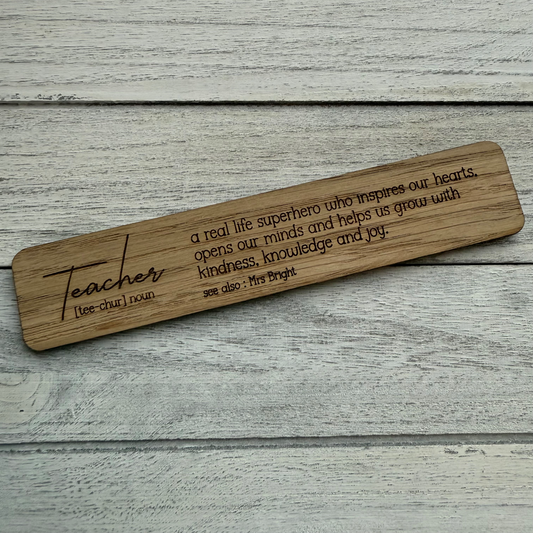 Teacher
[tee-chur] noun
a real life superhero who inspires our hearts,
opens our minds and helps us grow with
kindness, knowledge and joy.
see also : Mrs Bright